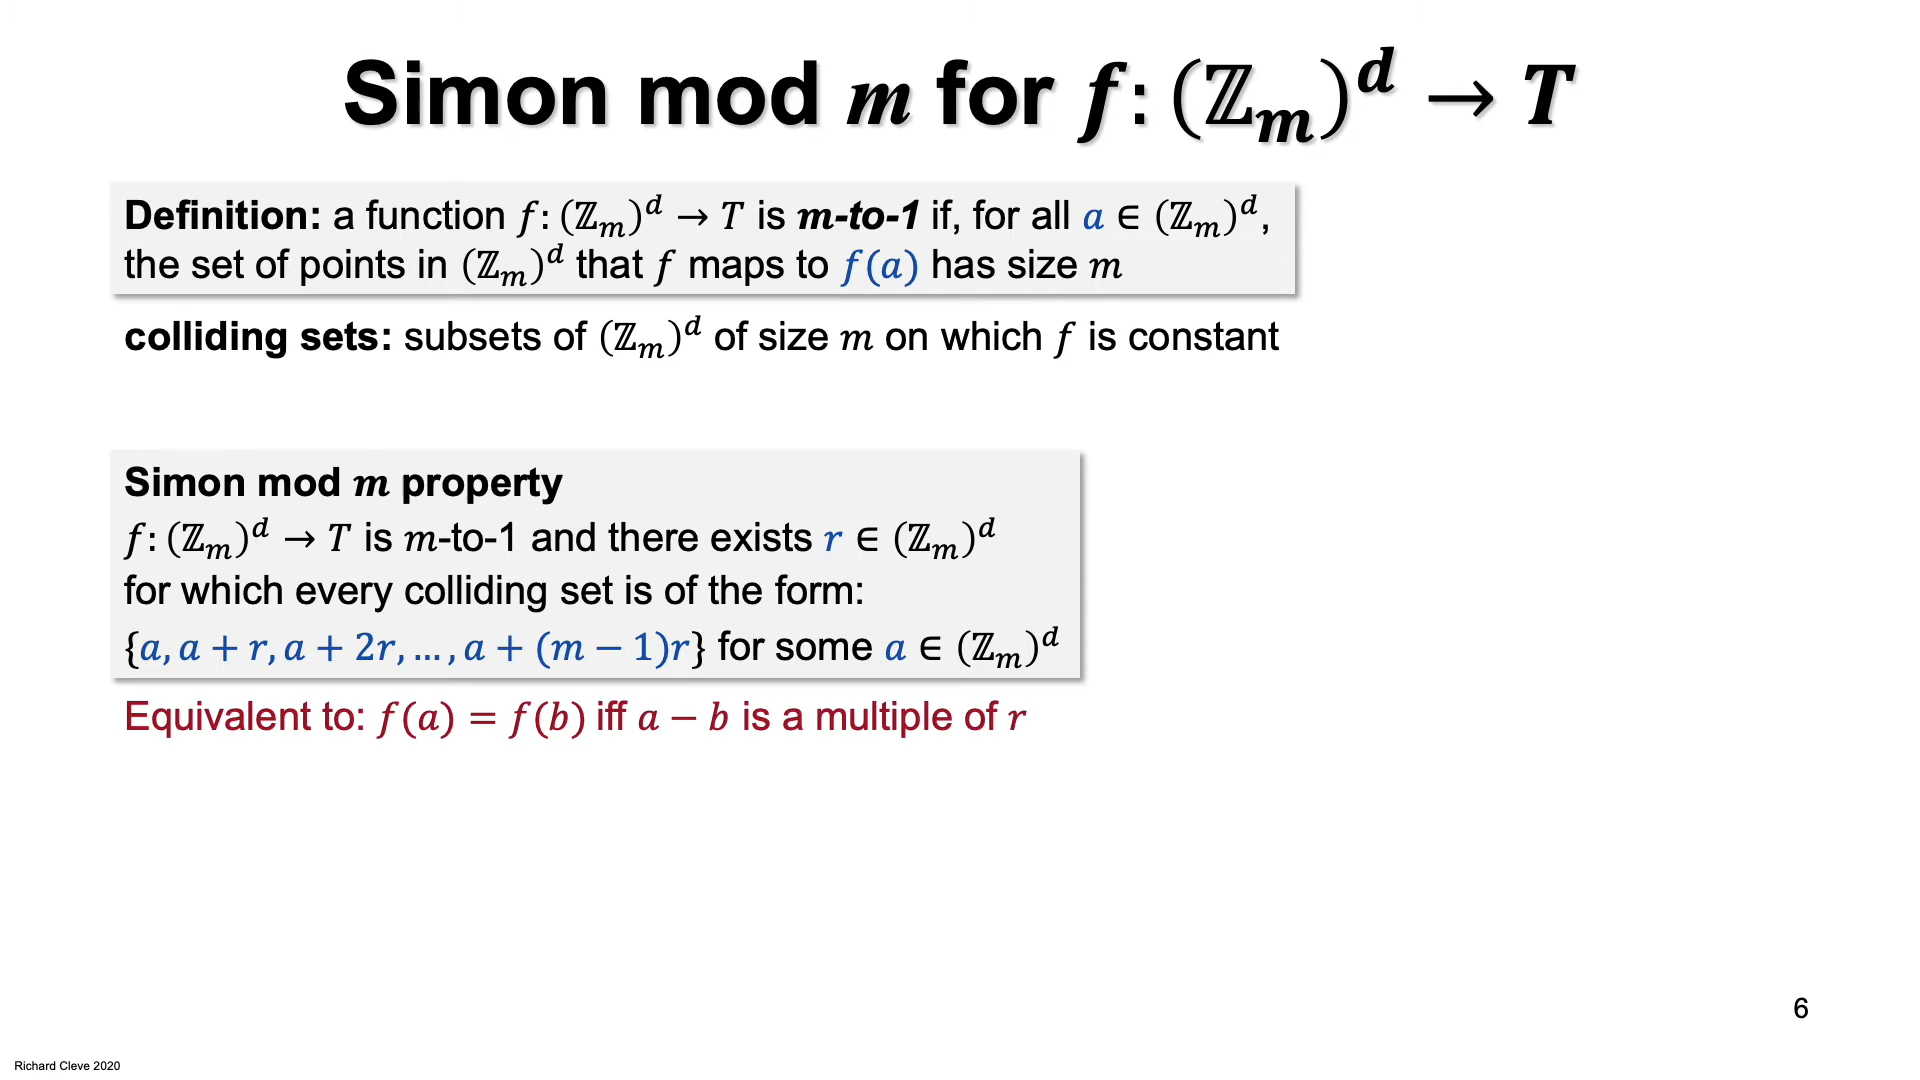 Simon mod m for f: (ℤₘ)ᵈ → T
Definition: a function f: (ℤₘ)ᵈ → T is m-to-1 if, for all a ∈ (ℤₘ)ᵈ,
the set of points in (ℤₘ)ᵈ that f maps to f(a) has size m
colliding sets: subsets of (ℤₘ)ᵈ of size m on which f is constant
Simon mod m property
f: (ℤₘ)ᵈ → T is m-to-1 and there exists r ∈ (ℤₘ)ᵈ
for which every colliding set is of the form:
{a, a + r, a + 2r, … , a + (m − 1)r} for some a ∈ (ℤₘ)ᵈ
Equivalent to: f(a) = f(b) iff a − b is a multiple of r
6
Richard Cleve 2020